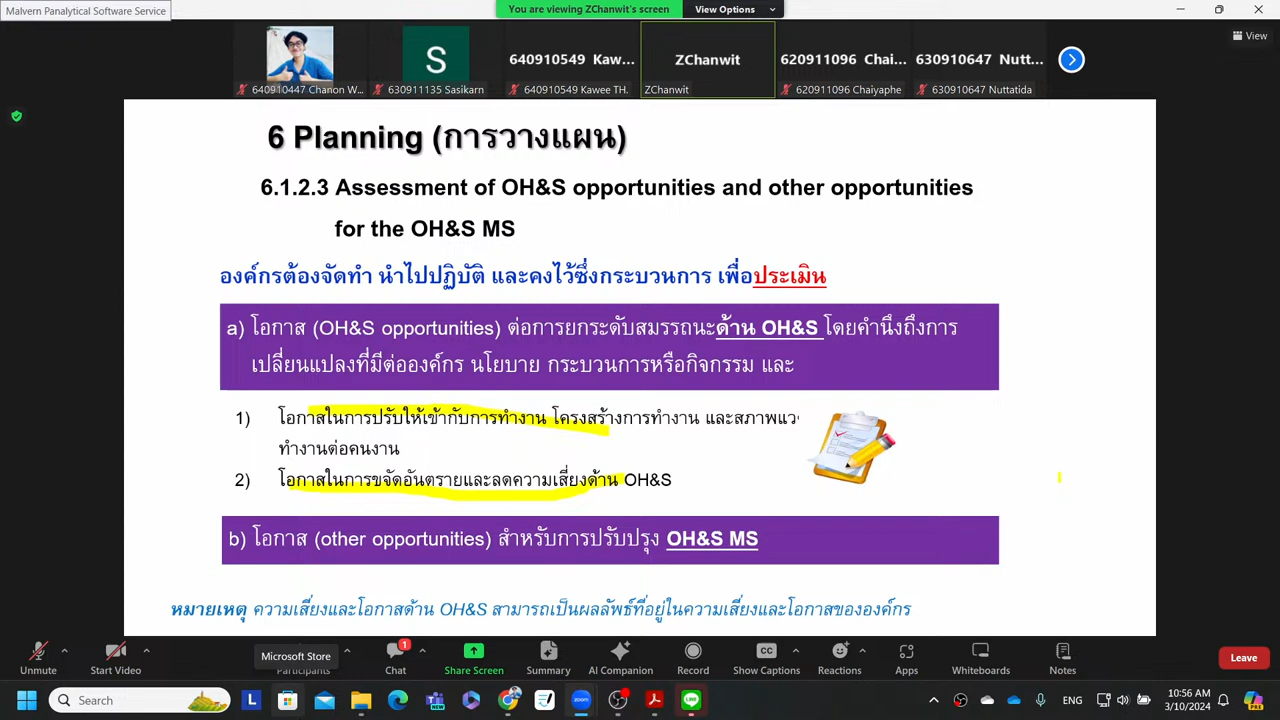 Malvern Panalytical Software Service
You are viewing ZChanwit's screen
View Options
View
S
640910549 Kaw...
ZChanwit
620911096 Chai...
630910647 Nutt...
640910447 Chanon W...
630911135 Sasikarn
640910549 Kawee TH.
ZChanwit
620911096 Chaiyaphe
630910647 Nuttatida
6 Planning (การวางแผน)
6.1.2.3 Assessment of OH&S opportunities and other opportunities
for the OH&S MS
องค์กรต้องจัดทำ นำไปปฏิบัติ และคงไว้ซึ่งกระบวนการ เพื่อประเมิน
a) โอกาส (OH&S opportunities) ต่อการยกระดับสมรรถนะด้าน OH&S โดยคำนึงถึงการ
เปลี่ยนแปลงที่มีต่อองค์กร นโยบาย กระบวนการหรือกิจกรรม และ
1) โอกาสในการปรับให้เข้ากับการทำงาน โครงสร้างการทำงาน และสภาพแว
ทำงานต่อคนงาน
2) โอกาสในการขจัดอันตรายและลดความเสี่ยงด้าน OH&S
b) โอกาส (other opportunities) สำหรับการปรับปรุง OH&S MS
หมายเหตุ ความเสี่ยงและโอกาสด้าน OH&S สามารถเป็นผลลัพธ์ที่อยู่ในความเสี่ยงและโอกาสขององค์กร
1
Unmute
Start Video
Microsoft Store
Participants
Chat
Share Screen
Summary
AI Companion
Record
Show Captions
Reactions
Apps
Whiteboards
Notes
Leave
Search
L
NEW
zoom
LINE
ENG
10:56 AM
3/10/2024
PRE